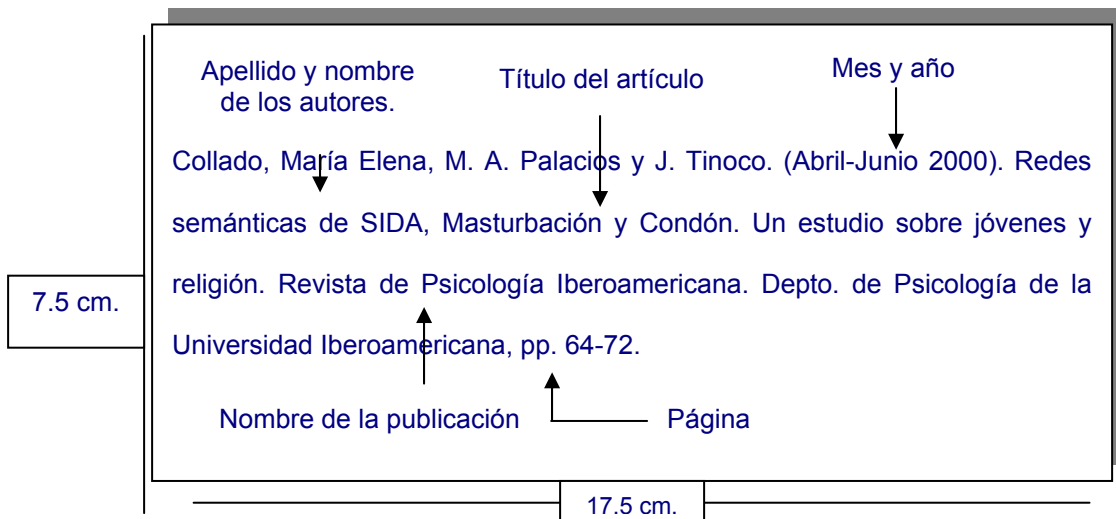 Apellido y nombre
de los autores.
Título del artículo
Mes y año
Collado, María Elena, M. A. Palacios y J. Tinoco. (Abril-Junio 2000). Redes
semánticas de SIDA, Masturbación y Condón. Un estudio sobre jóvenes y
religión. Revista de Psicología Iberoamericana. Depto. de Psicología de la
Universidad Iberoamericana, pp. 64-72.
Nombre de la publicación
Página
7.5 cm.
17.5 cm.